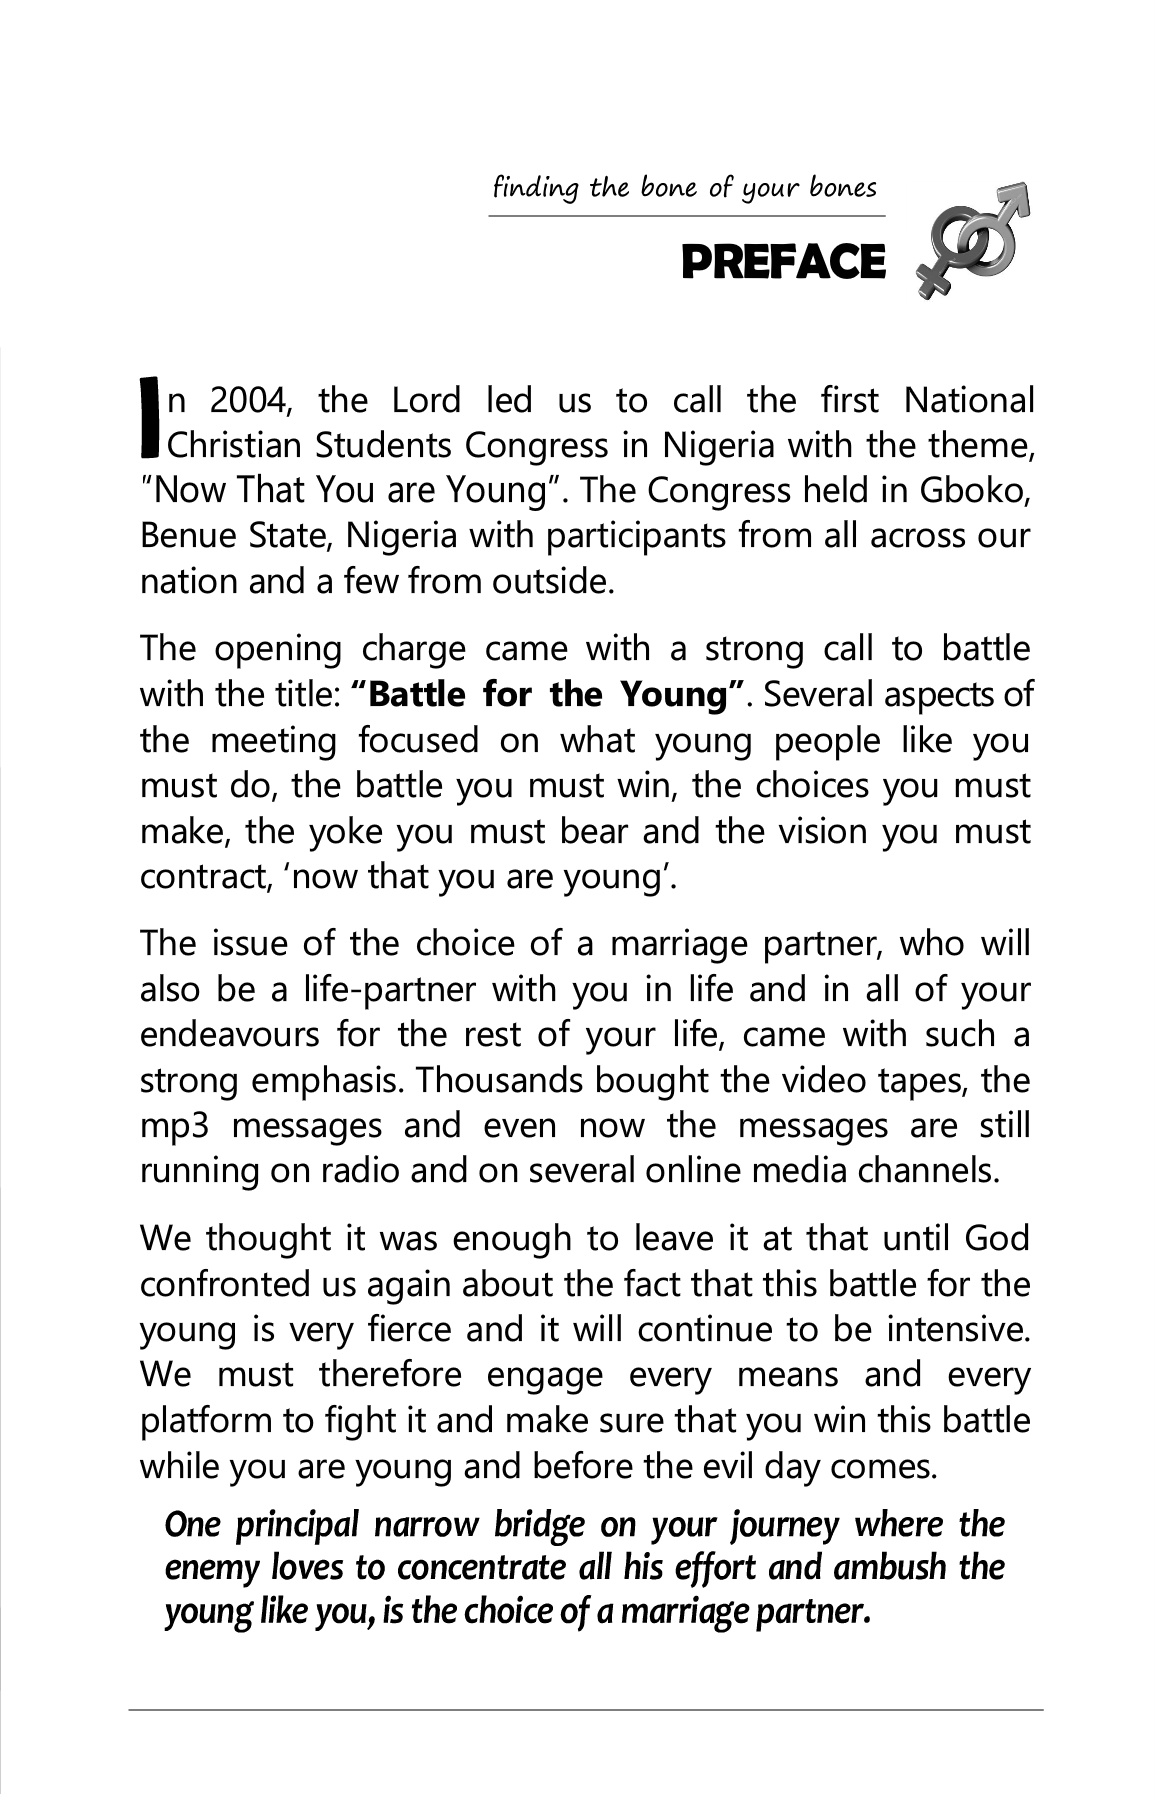 finding the bone of your bones
PREFACE
In 2004, the Lord led us to call the first National
Christian Students Congress in Nigeria with the theme,
“Now That You are Young”. The Congress held in Gboko,
Benue State, Nigeria with participants from all across our
nation and a few from outside.
The opening charge came with a strong call to battle
with the title: “Battle for the Young”. Several aspects of
the meeting focused on what young people like you
must do, the battle you must win, the choices you must
make, the yoke you must bear and the vision you must
contract, ‘now that you are young’.
The issue of the choice of a marriage partner, who will
also be a life-partner with you in life and in all of your
endeavours for the rest of your life, came with such a
strong emphasis. Thousands bought the video tapes, the
mp3 messages and even now the messages are still
running on radio and on several online media channels.
We thought it was enough to leave it at that until God
confronted us again about the fact that this battle for the
young is very fierce and it will continue to be intensive.
We must therefore engage every means and every
platform to fight it and make sure that you win this battle
while you are young and before the evil day comes.
One principal narrow bridge on your journey where the
enemy loves to concentrate all his effort and ambush the
young like you, is the choice of a marriage partner.